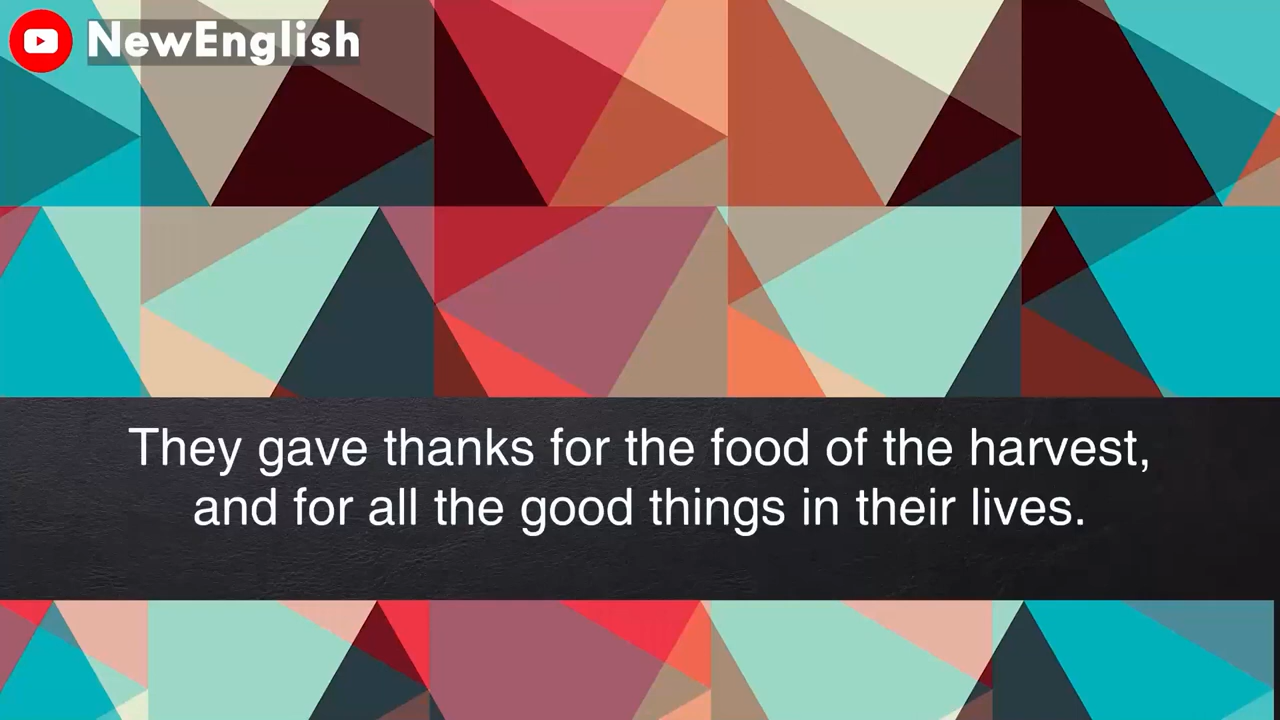 NewEnglish
They gave thanks for the food of the harvest,
and for all the good things in their lives.